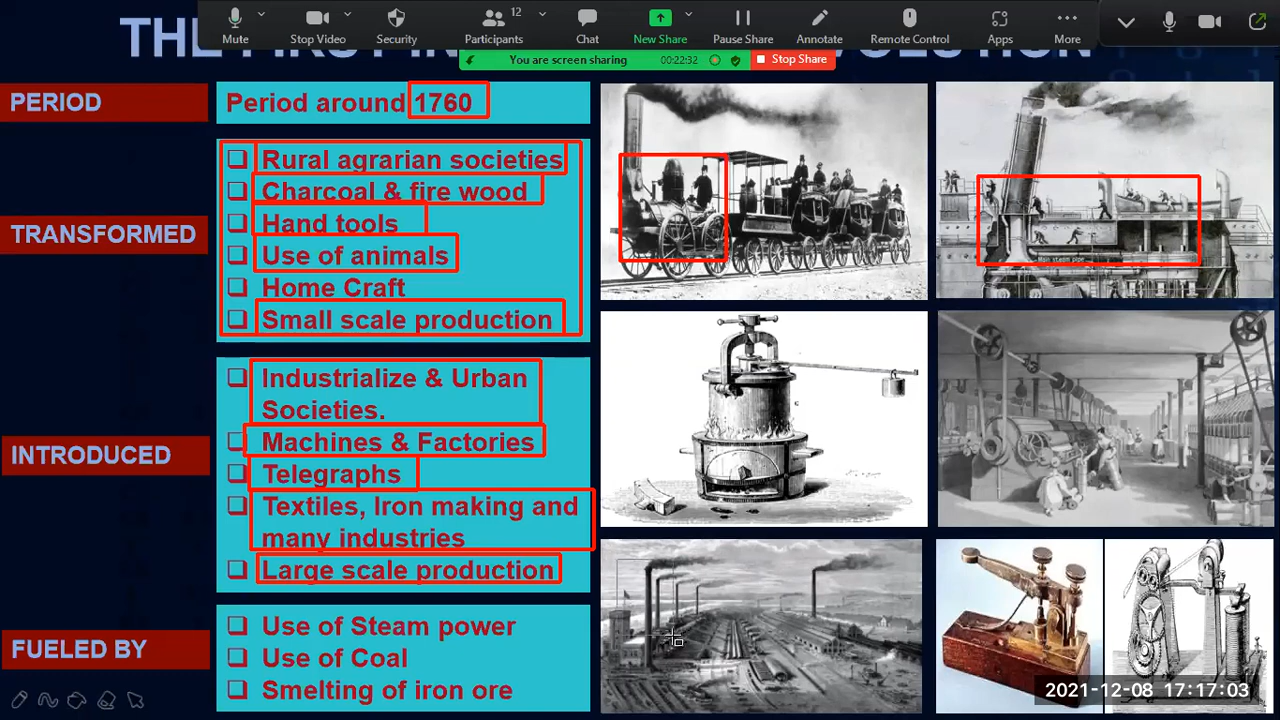 Mute
Stop Video
Security
12
Participants
Chat
New Share
Pause Share
Annotate
Remote Control
Apples
More
You are screen sharing
00:22:32
Stop Share
PERIOD
Period around 1760
TRANSFORMED
Rural agrarian societies
Charcoal & fire wood
Hand tools
Use of animals
Home Craft
Small scale production
INTRODUCED
Industrialize & Urban
Societies.
Machines & Factories
Telegraphs
Textiles, Iron making and
many industries
Large scale production
FUELED BY
Use of Steam power
Use of Coal
Smelting of iron ore
Main steam pipe
2021-12-08 17:17:03